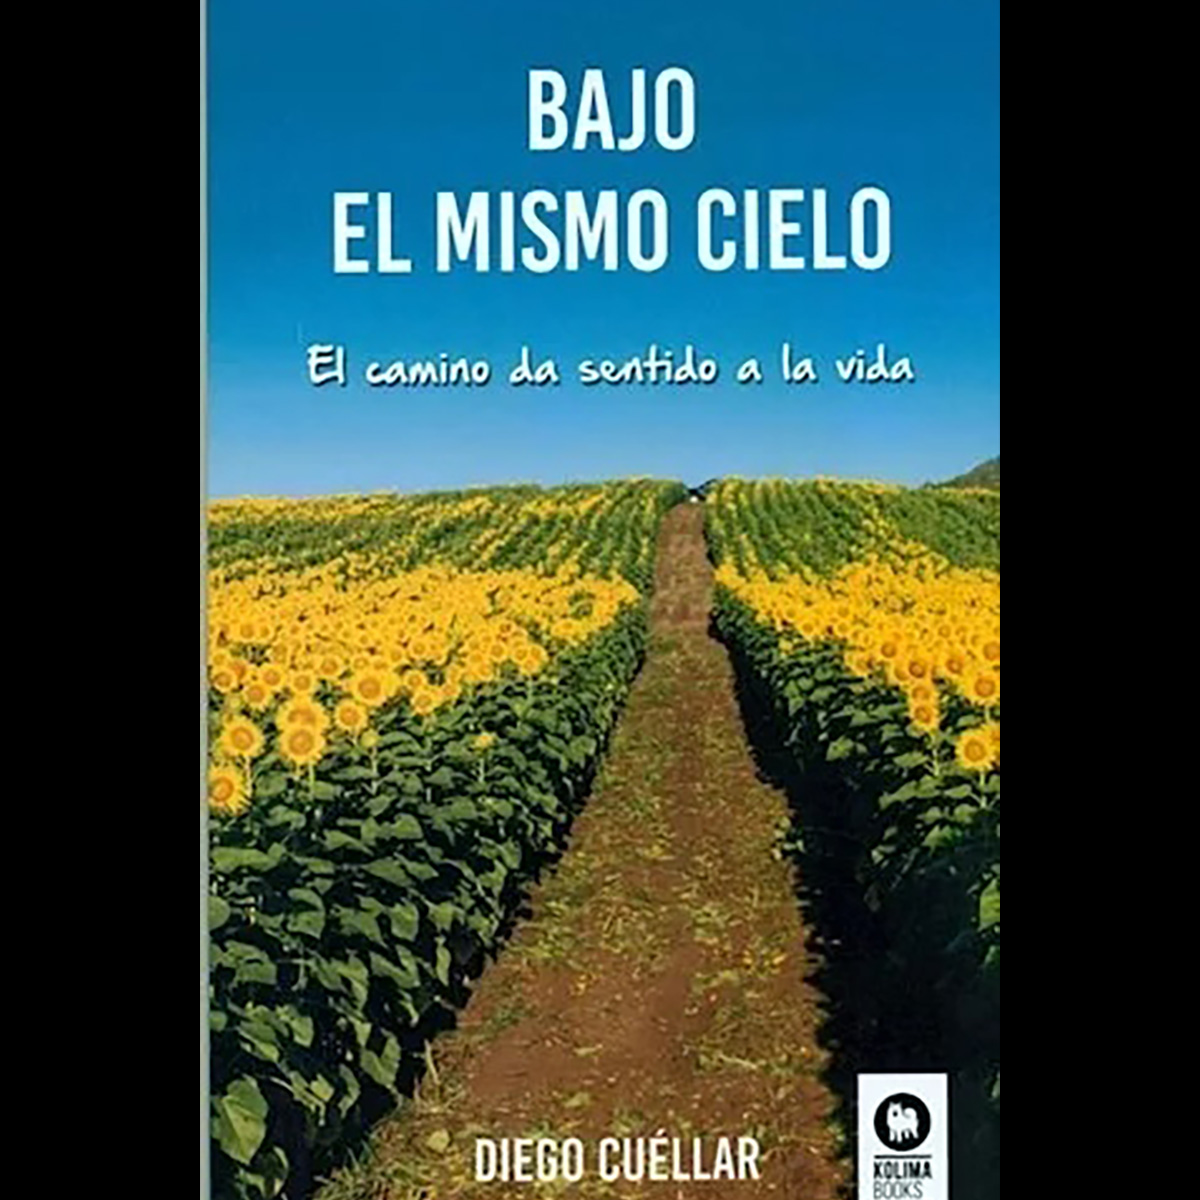 BAJO
EL MISMO CIELO
El camino da sentido a la vida
DIEGO CUÉLLAR
KOLIMA
BOOKS